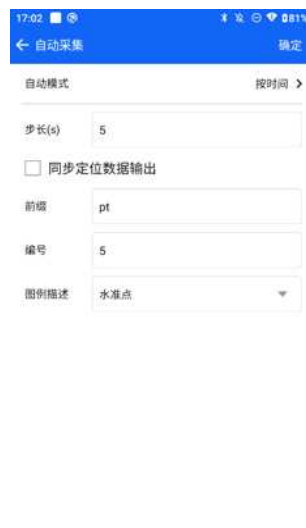 17:02 81%
自动采集 确定
自动模式 按时间
步长(s) 5
同步定位数据输出
前缀 pt
编号 5
图例描述 水准点